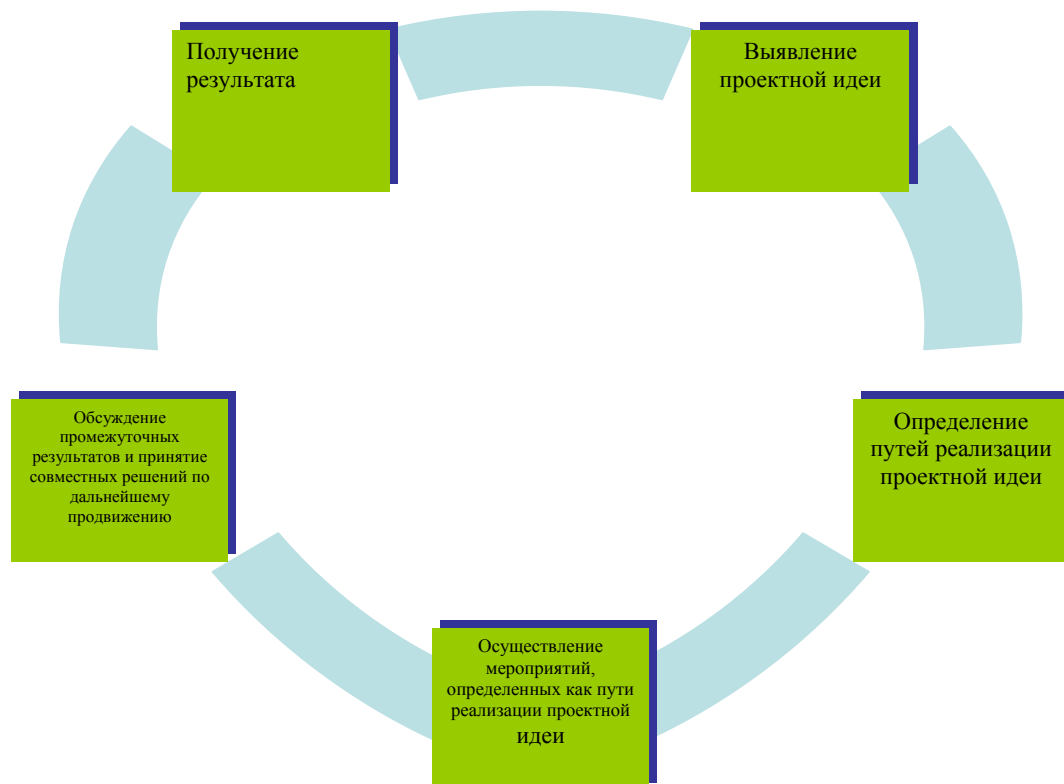 Получение
результата
Выявление
проектной идеи
Определение
путей реализации
проектной идеи
Осуществление
мероприятий,
определенных как пути
реализации проектной
идеи
Обсуждение
промежуточных
результатов и принятие
совместных решений по
дальнейшему
продвижению